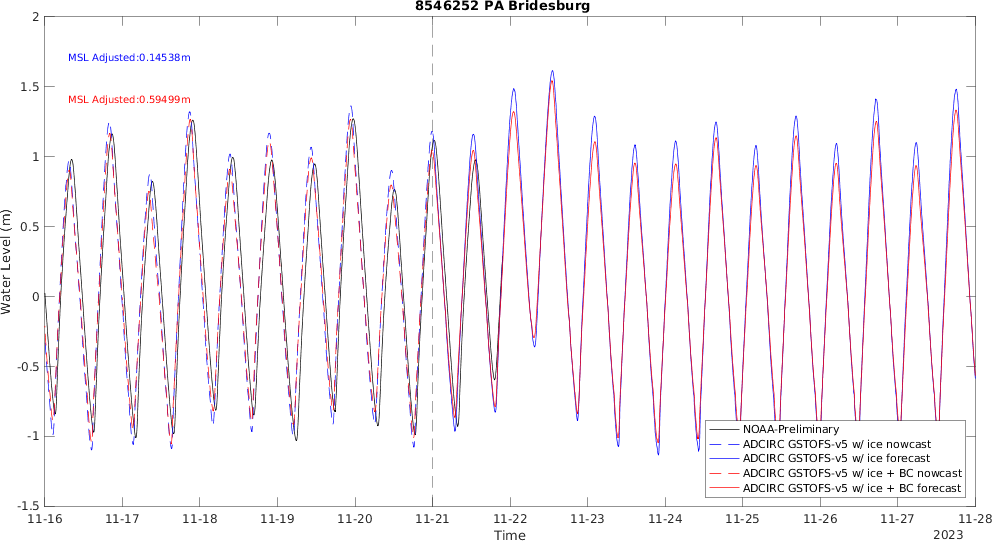 8546252 PA Bridesburg
MSL Adjusted:0.14538m
MSL Adjusted:0.59499m
Water Level (m)
2
1.5
1
0.5
0
-0.5
-1
-1.5
NOAA-Preliminary
ADCIRC GSTOFS-v5 w/ ice nowcast
ADCIRC GSTOFS-v5 w/ ice forecast
ADCIRC GSTOFS-v5 w/ ice + BC nowcast
ADCIRC GSTOFS-v5 w/ ice + BC forecast
11-16 11-17 11-18 11-19 11-20 11-21 11-22 11-23 11-24 11-25 11-26 11-27 11-28
Time
2023